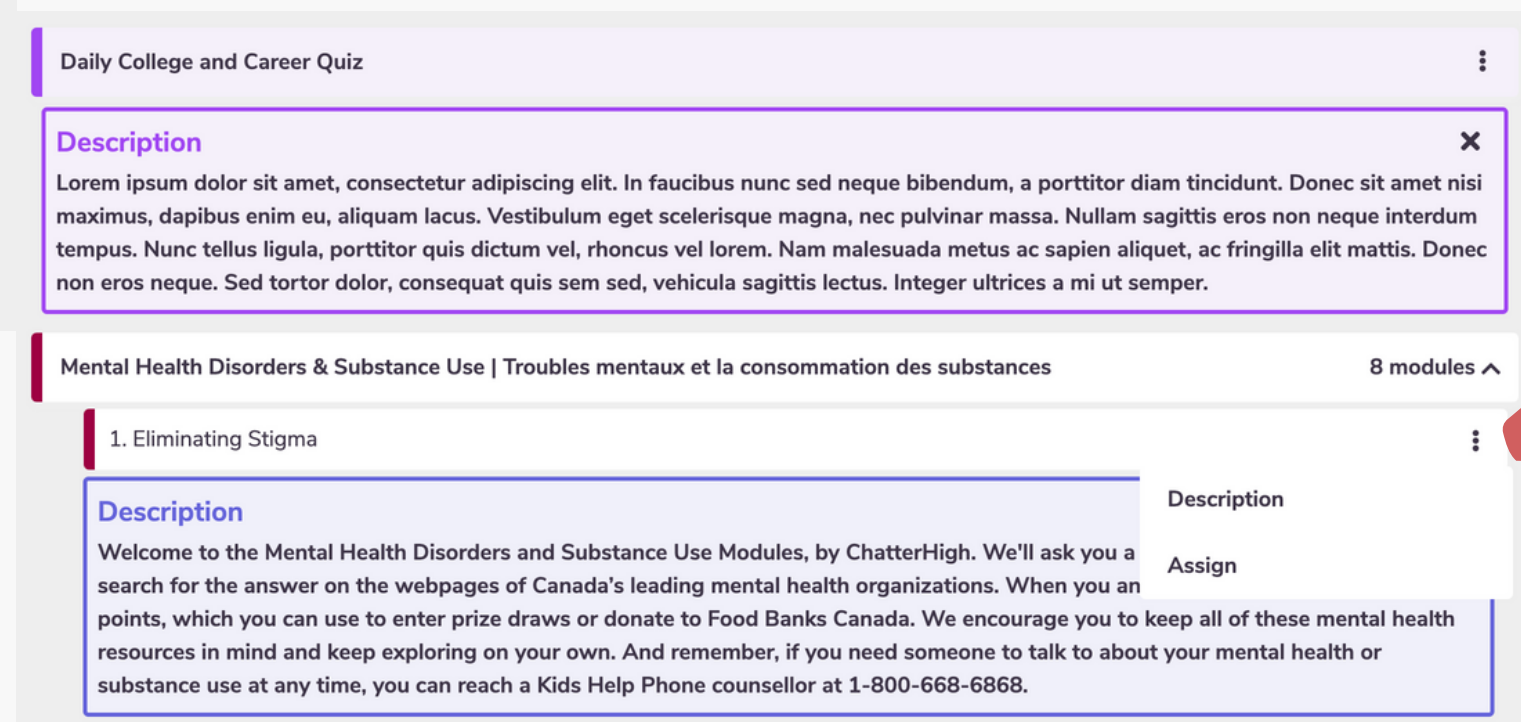 Daily College and Career Quiz
Description
Lorem ipsum dolor sit amet, consectetur adipiscing elit. In faucibus nunc sed neque bibendum, a porttitor diam tincidunt. Donec sit amet nisi
maximus, dapibus enim eu, aliquam lacus. Vestibulum eget scelerisque magna, nec pulvinar massa. Nullam sagittis eros non neque interdum
tempus. Nunc tellus ligula, porttitor quis dictum vel, rhoncus vel lorem. Nam malesuada metus ac sapien aliquet, ac fringilla elit mattis. Donec
non eros neque. Sed tortor dolor, consequat quis sem sed, vehicula sagittis lectus. Integer ultrices a mi ut semper.
Mental Health Disorders & Substance Use | Troubles mentaux et la consommation des substances 8 modules
1. Eliminating Stigma
Description
Assign
Description
Welcome to the Mental Health Disorders and Substance Use Modules, by ChatterHigh. We'll ask you a
search for the answer on the webpages of Canada's leading mental health organizations. When you an
points, which you can use to enter prize draws or donate to Food Banks Canada. We encourage you to keep all of these mental health
resources in mind and keep exploring on your own. And remember, if you need someone to talk to about your mental health or
substance use at any time, you can reach a Kids Help Phone counsellor at 1-800-668-6868.